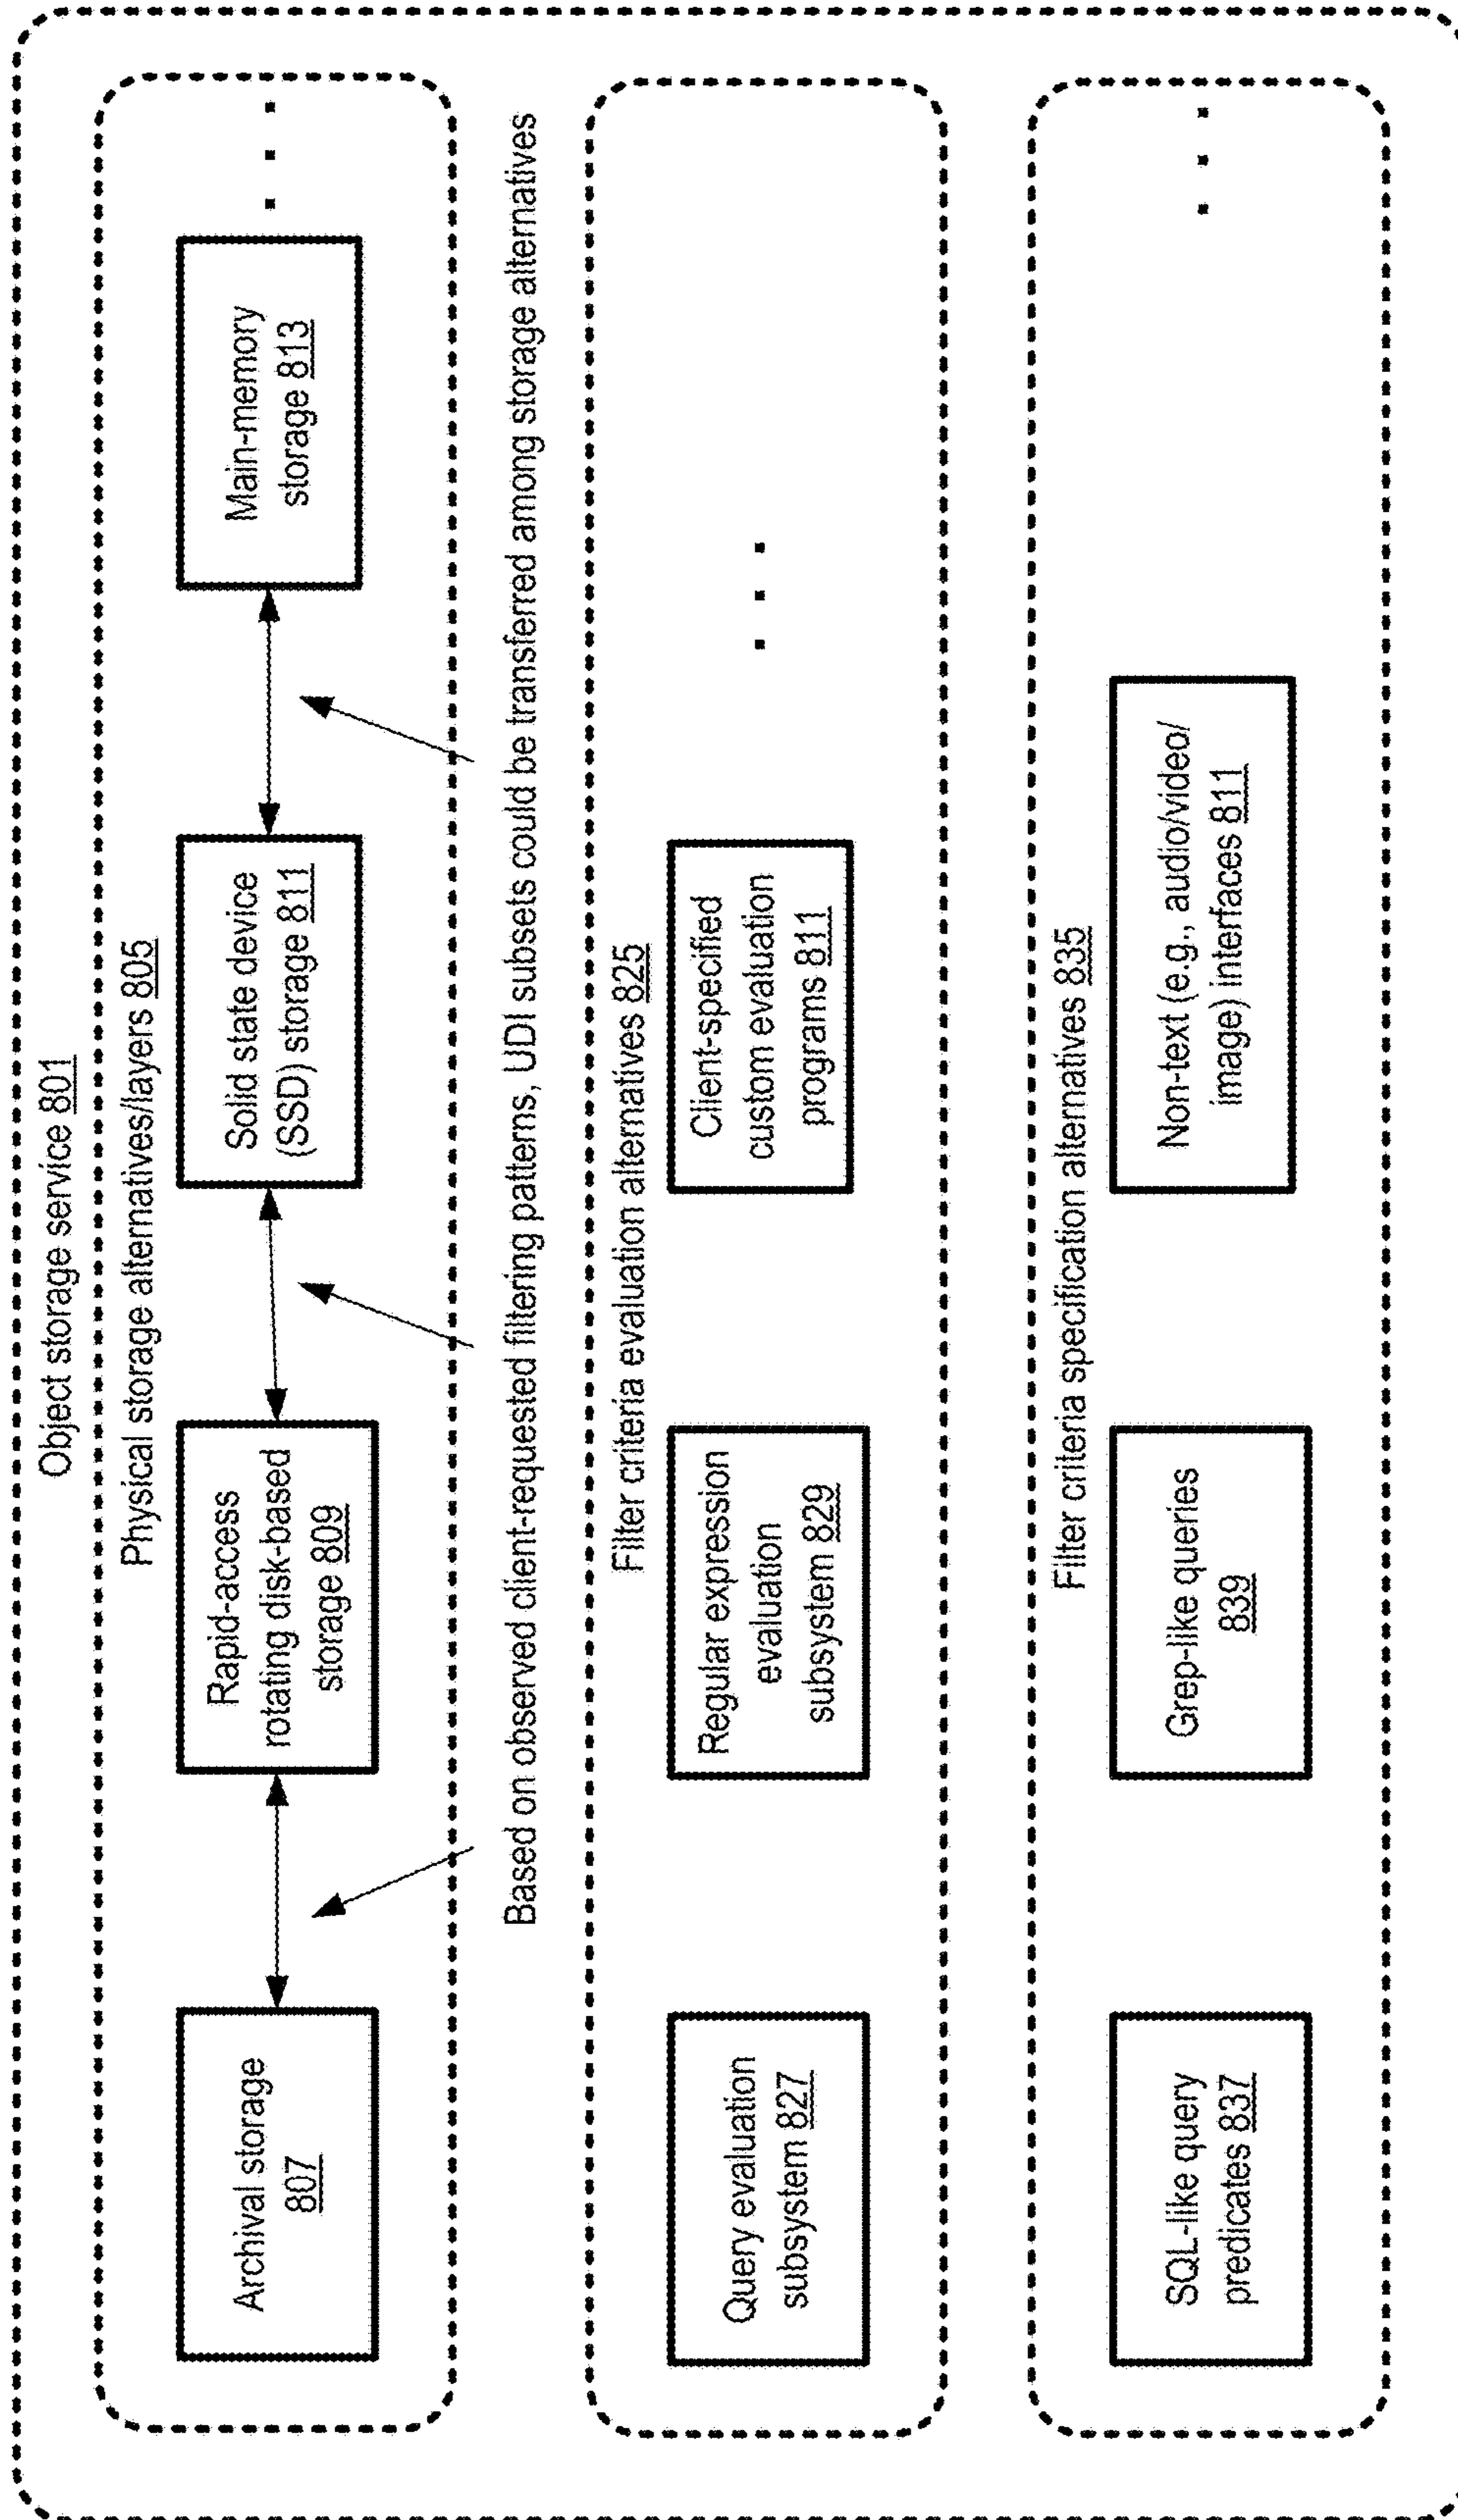 Object storage service 801
Physical storage alternatives/layers 805
Archival storage
807
Rapid-access
rotating disk-based
storage 809
Solid state device
(SSD) storage 811
Main-memory
storage 813
. . .
Based on observed client-requested filtering patterns, UDI subsets could be transferred among storage alternatives
Filter criteria evaluation alternatives 825
Query evaluation
subsystem 827
Regular expression
evaluation
subsystem 829
Client-specified
custom evaluation
programs 811
. . .
Filter criteria specification alternatives 835
SQL-like query
predicates 837
Grep-like queries
839
Non-text (e.g., audio/video/
image) interfaces 811
. . .